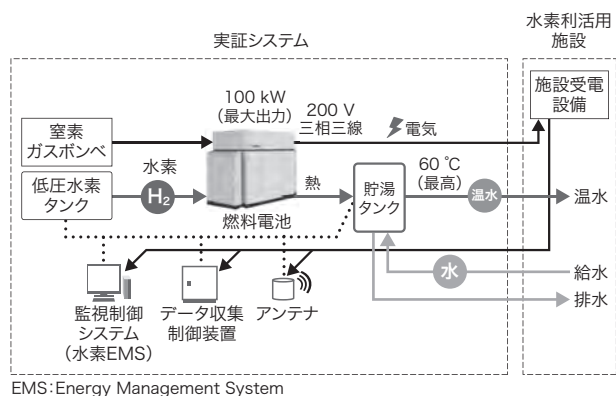 水素利活用
施設
実証システム
施設受電
設備
100 kW
(最大出力)
200 V
三相三線
電気
窒素
ガスボンベ
水素
低圧水素
タンク
H2
熱
燃料電池
貯湯
タンク
60 ℃
(最高)
温水
温水
水
給水
排水
監視制御
システム
(水素EMS)
データ収集
制御装置
アンテナ
EMS:Energy Management System